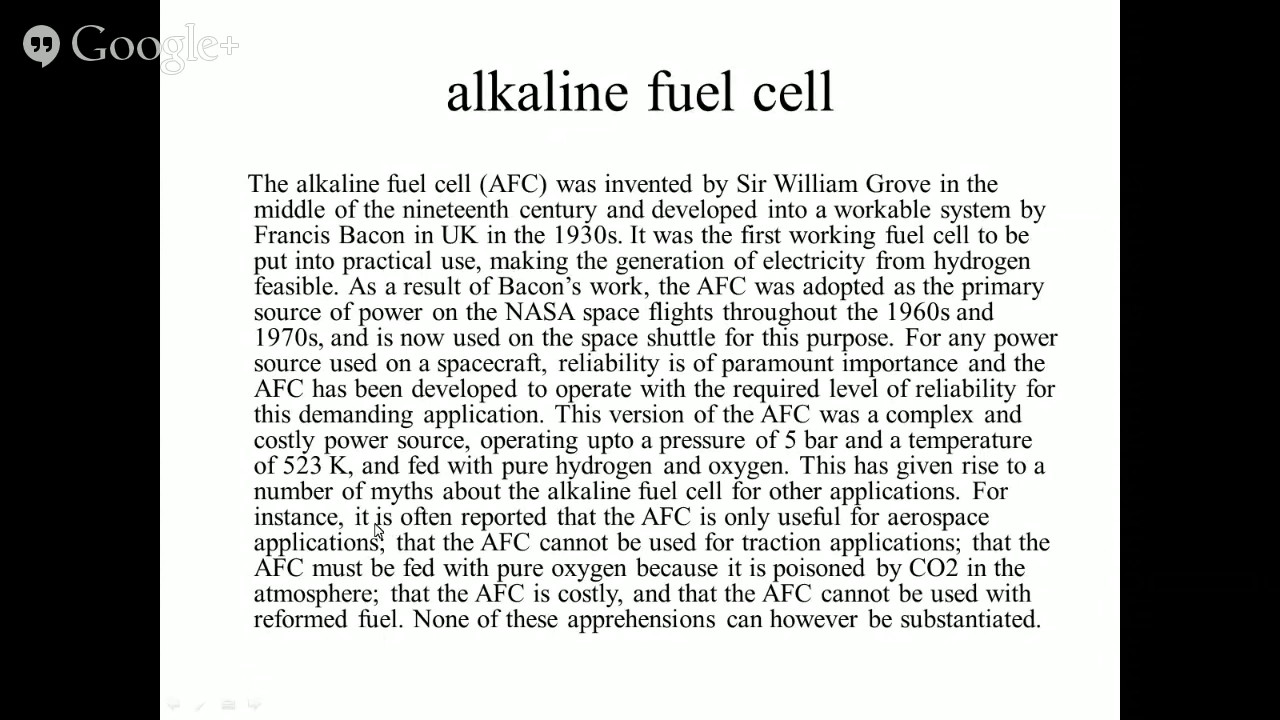 Google+
alkaline fuel cell
The alkaline fuel cell (AFC) was invented by Sir William Grove in the
middle of the nineteenth century and developed into a workable system by
Francis Bacon in UK in the 1930s. It was the first working fuel cell to be
put into practical use, making the generation of electricity from hydrogen
feasible. As a result of Bacon’s work, the AFC was adopted as the primary
source of power on the NASA space flights throughout the 1960s and
1970s, and is now used on the space shuttle for this purpose. For any power
source used on a spacecraft, reliability is of paramount importance and the
AFC has been developed to operate with the required level of reliability for
this demanding application. This version of the AFC was a complex and
costly power source, operating upto a pressure of 5 bar and a temperature
of 523 K, and fed with pure hydrogen and oxygen. This has given rise to a
number of myths about the alkaline fuel cell for other applications. For
instance, it is often reported that the AFC is only useful for aerospace
applications; that the AFC cannot be used for traction applications; that the
AFC must be fed with pure oxygen because it is poisoned by CO2 in the
atmosphere; that the AFC is costly, and that the AFC cannot be used with
reformed fuel. None of these apprehensions can however be substantiated.